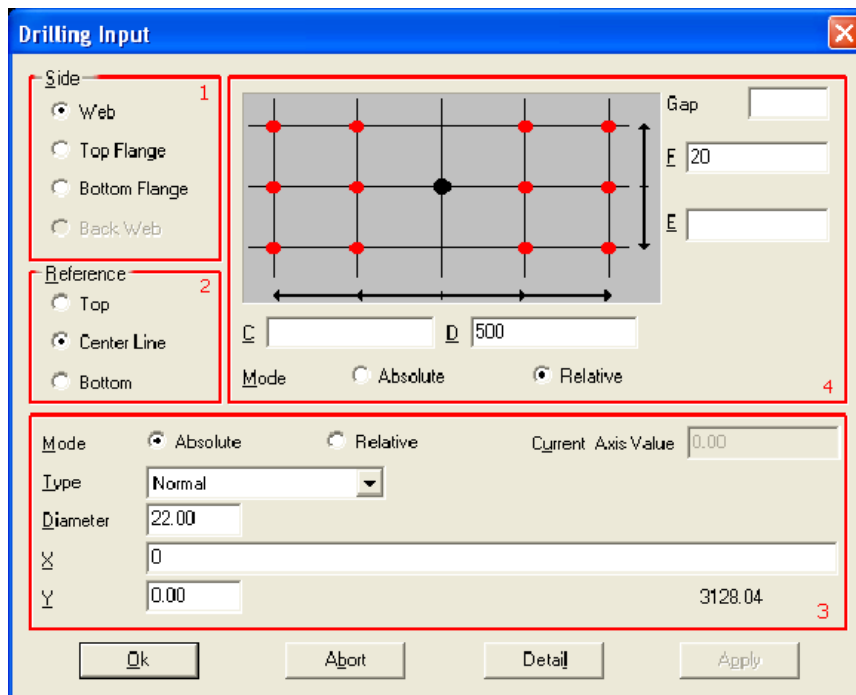 Drilling Input
Side
1
Web
Top Flange
Bottom Flange
Back Web
Reference
2
Top
Center Line
Bottom
Gap
F 20
E
C
D 500
Mode Absolute Relative
4
Mode Absolute Relative Current Axis Value 0.00
Type Normal
Diameter 22.00
X 0
Y 0.00 3128.04
3
Ok Abort Detail Apply